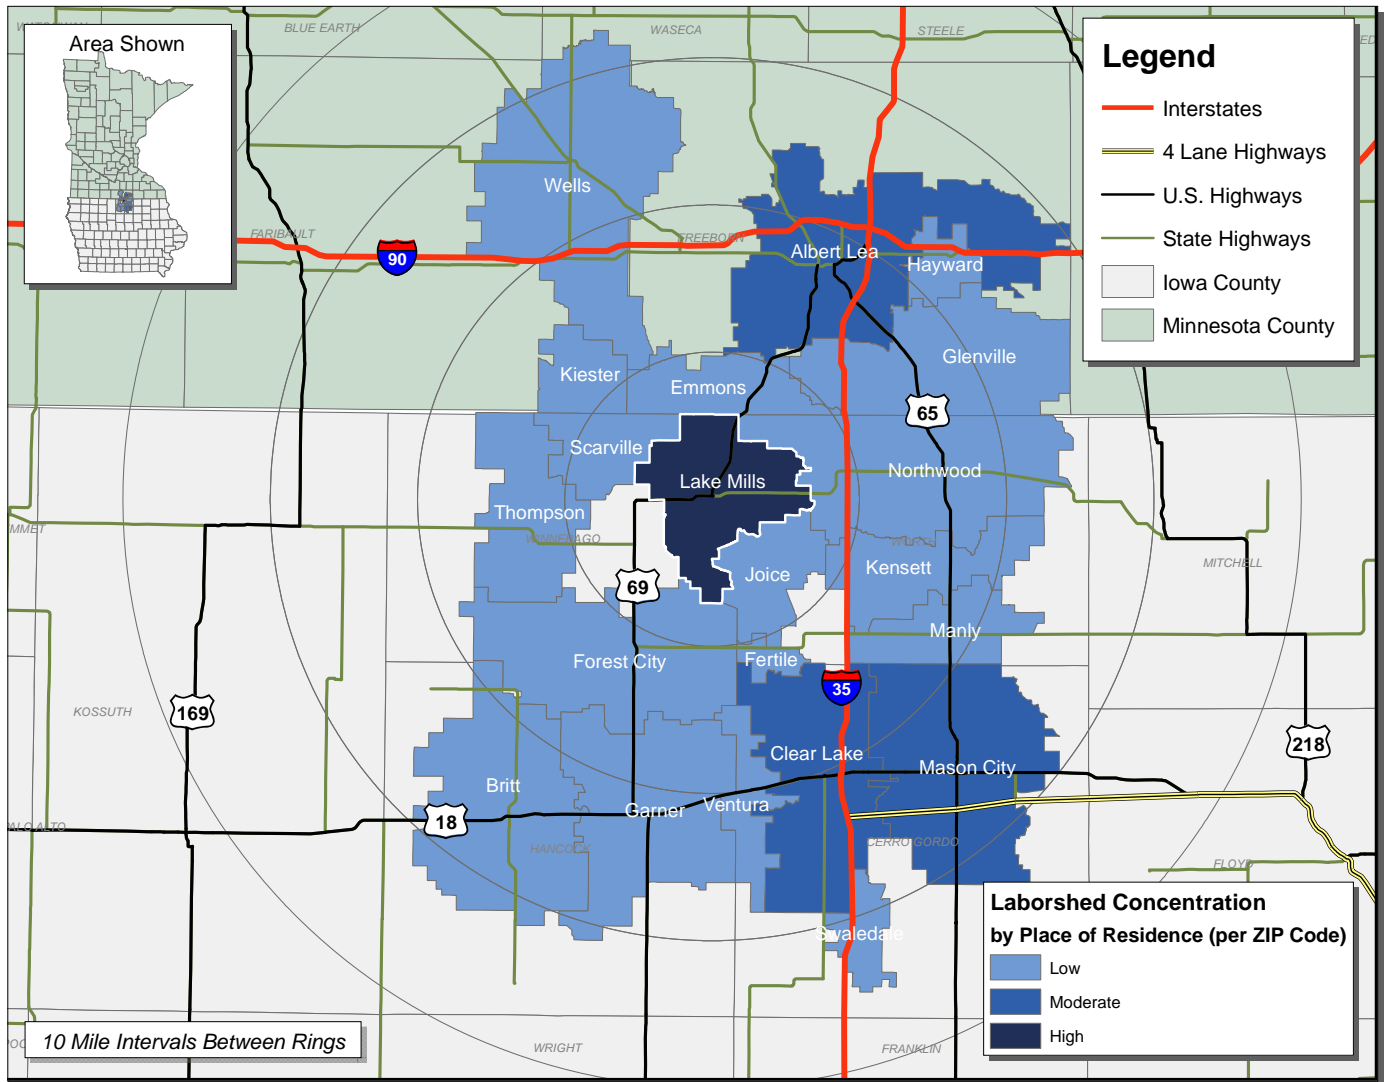 BLUE EARTH
WASECA
STEELE
Area Shown
Legend
Interstates
4 Lane Highways
U.S. Highways
State Highways
Iowa County
Minnesota County
Wells
FARIBAULT
FREEBORN
90
Albert Lea
Hayward
Glenville
Kiester
Emmons
65
Scarville
Lake Mills
Northwood
Thompson
MMET
WINNEBAGO
WORTH
MITCHELL
Joice
Kensett
69
Manly
Forest City
Fertile
35
KOSSUTH
169
218
Clear Lake
Mason City
Britt
Garner
Ventura
18
ALO ALTO
HANCOCK
CERRO GORDO
FLOYD
Swaledale
Laborshed Concentration
by Place of Residence (per ZIP Code)
Low
Moderate
High
10 Mile Intervals Between Rings
WRIGHT
FRANKLIN